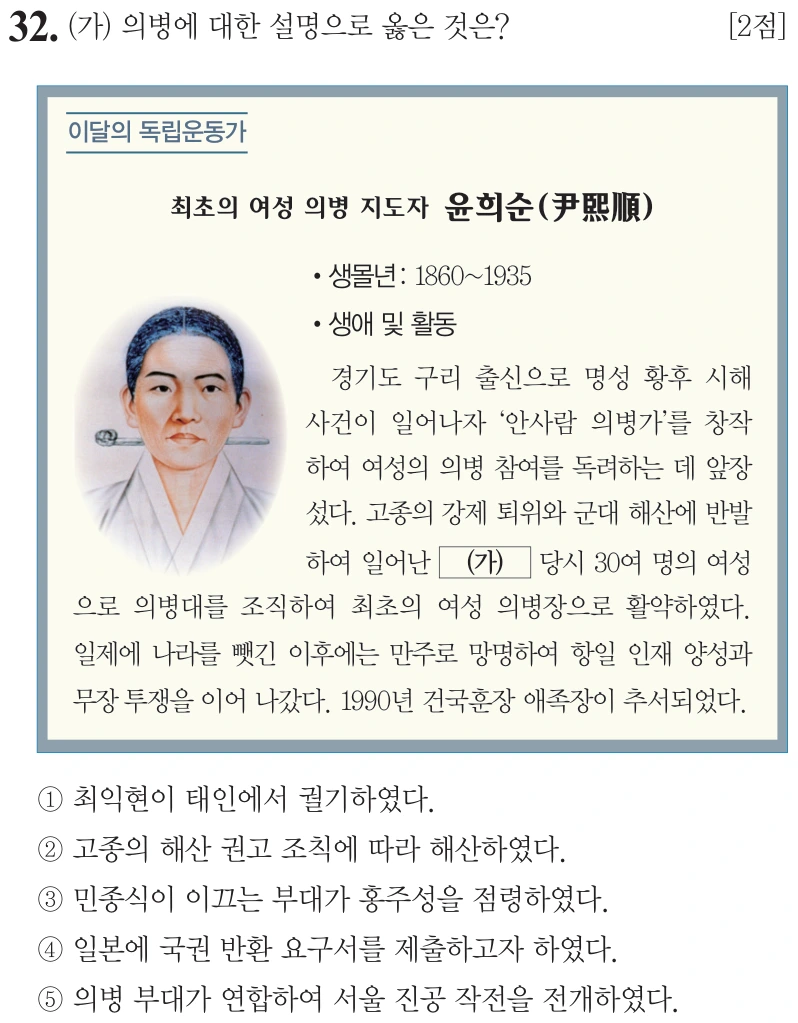 32. (가) 의병에 대한 설명으로 옳은 것은? [2점]
이달의 독립운동가
최초의 여성 의병 지도자 윤희순(尹熙順)
• 생몰년: 1860~1935
• 생애 및 활동
경기도 구리 출신으로 명성 황후 시해
사건이 일어나자 ‘안사람 의병가’를 창작
하여 여성의 의병 참여를 독려하는 데 앞장
섰다. 고종의 강제 퇴위와 군대 해산에 반발
하여 일어난 (가) 당시 30여 명의 여성
으로 의병대를 조직하여 최초의 여성 의병장으로 활약하였다.
일제에 나라를 뺏긴 이후에는 만주로 망명하여 항일 인재 양성과
무장 투쟁을 이어 나갔다. 1990년 건국훈장 애족장이 추서되었다.
① 최익현이 태인에서 궐기하였다.
② 고종의 해산 권고 조칙에 따라 해산하였다.
③ 민종식이 이끄는 부대가 홍주성을 점령하였다.
④ 일본에 국권 반환 요구서를 제출하고자 하였다.
⑤ 의병 부대가 연합하여 서울 진공 작전을 전개하였다.